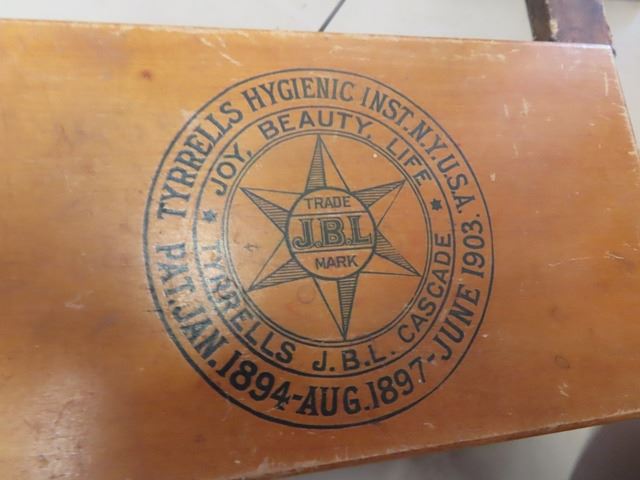 TYRRELLS HYGIENIC INST. N.Y. U.S.A.
PAT. JAN. 1894-AUG. 1897-JUNE 1903.
JOY, BEAUTY, LIFE
TYRRELLS J.B.L. CASCADE
TRADE
J.B.L
MARK